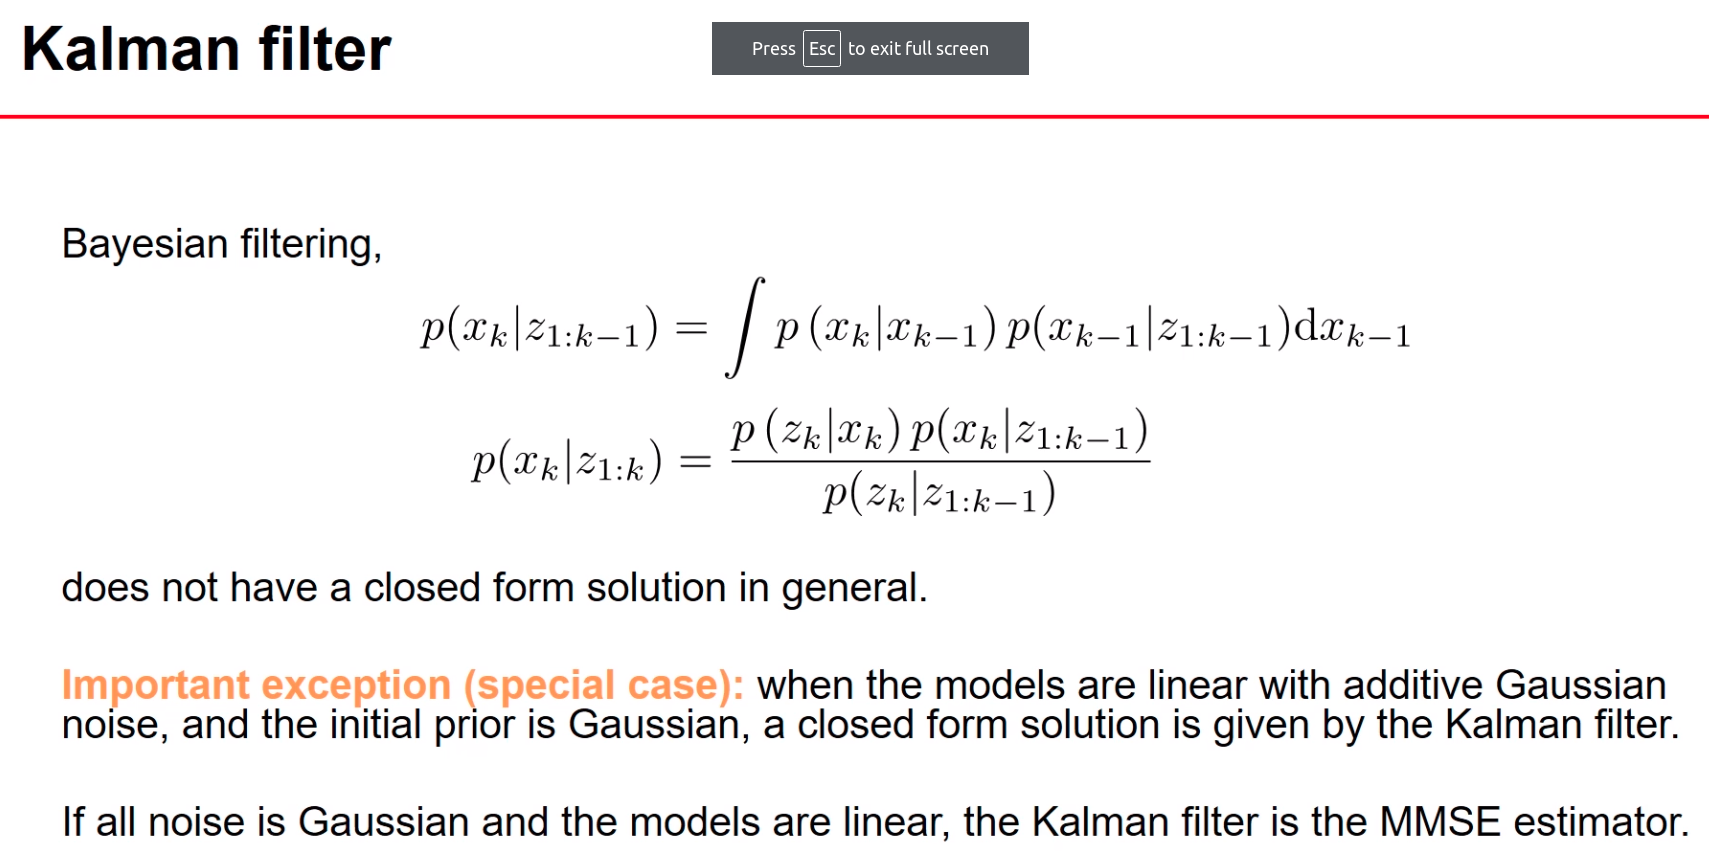 Kalman filter
Press Esc to exit full screen
Bayesian filtering,
p(x_k|z_{1:k−1}) = ∫ p(x_k|x_{k−1}) p(x_{k−1}|z_{1:k−1})dx_{k−1}
p(x_k|z_{1:k}) = \frac{p(z_k|x_k) p(x_k|z_{1:k−1})}{p(z_k|z_{1:k−1})}
does not have a closed form solution in general.
Important exception (special case): when the models are linear with additive Gaussian
noise, and the initial prior is Gaussian, a closed form solution is given by the Kalman filter.
If all noise is Gaussian and the models are linear, the Kalman filter is the MMSE estimator.